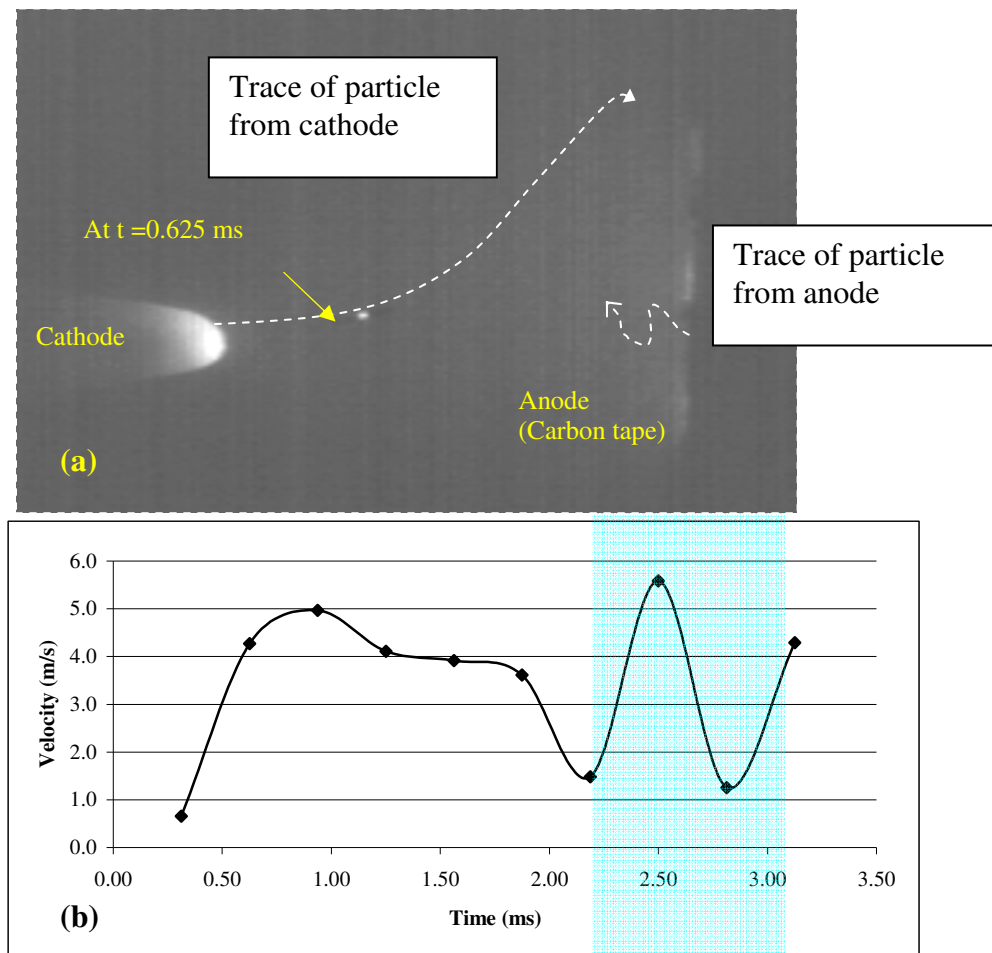 Trace of particle
from cathode
At t =0.625 ms
Trace of particle
from anode
Cathode
Anode
(Carbon tape)
(a)
6.0
5.0
4.0
3.0
2.0
1.0
0.0
Velocity (m/s)
0.00 0.50 1.00 1.50 2.00 2.50 3.00 3.50
Time (ms)
(b)